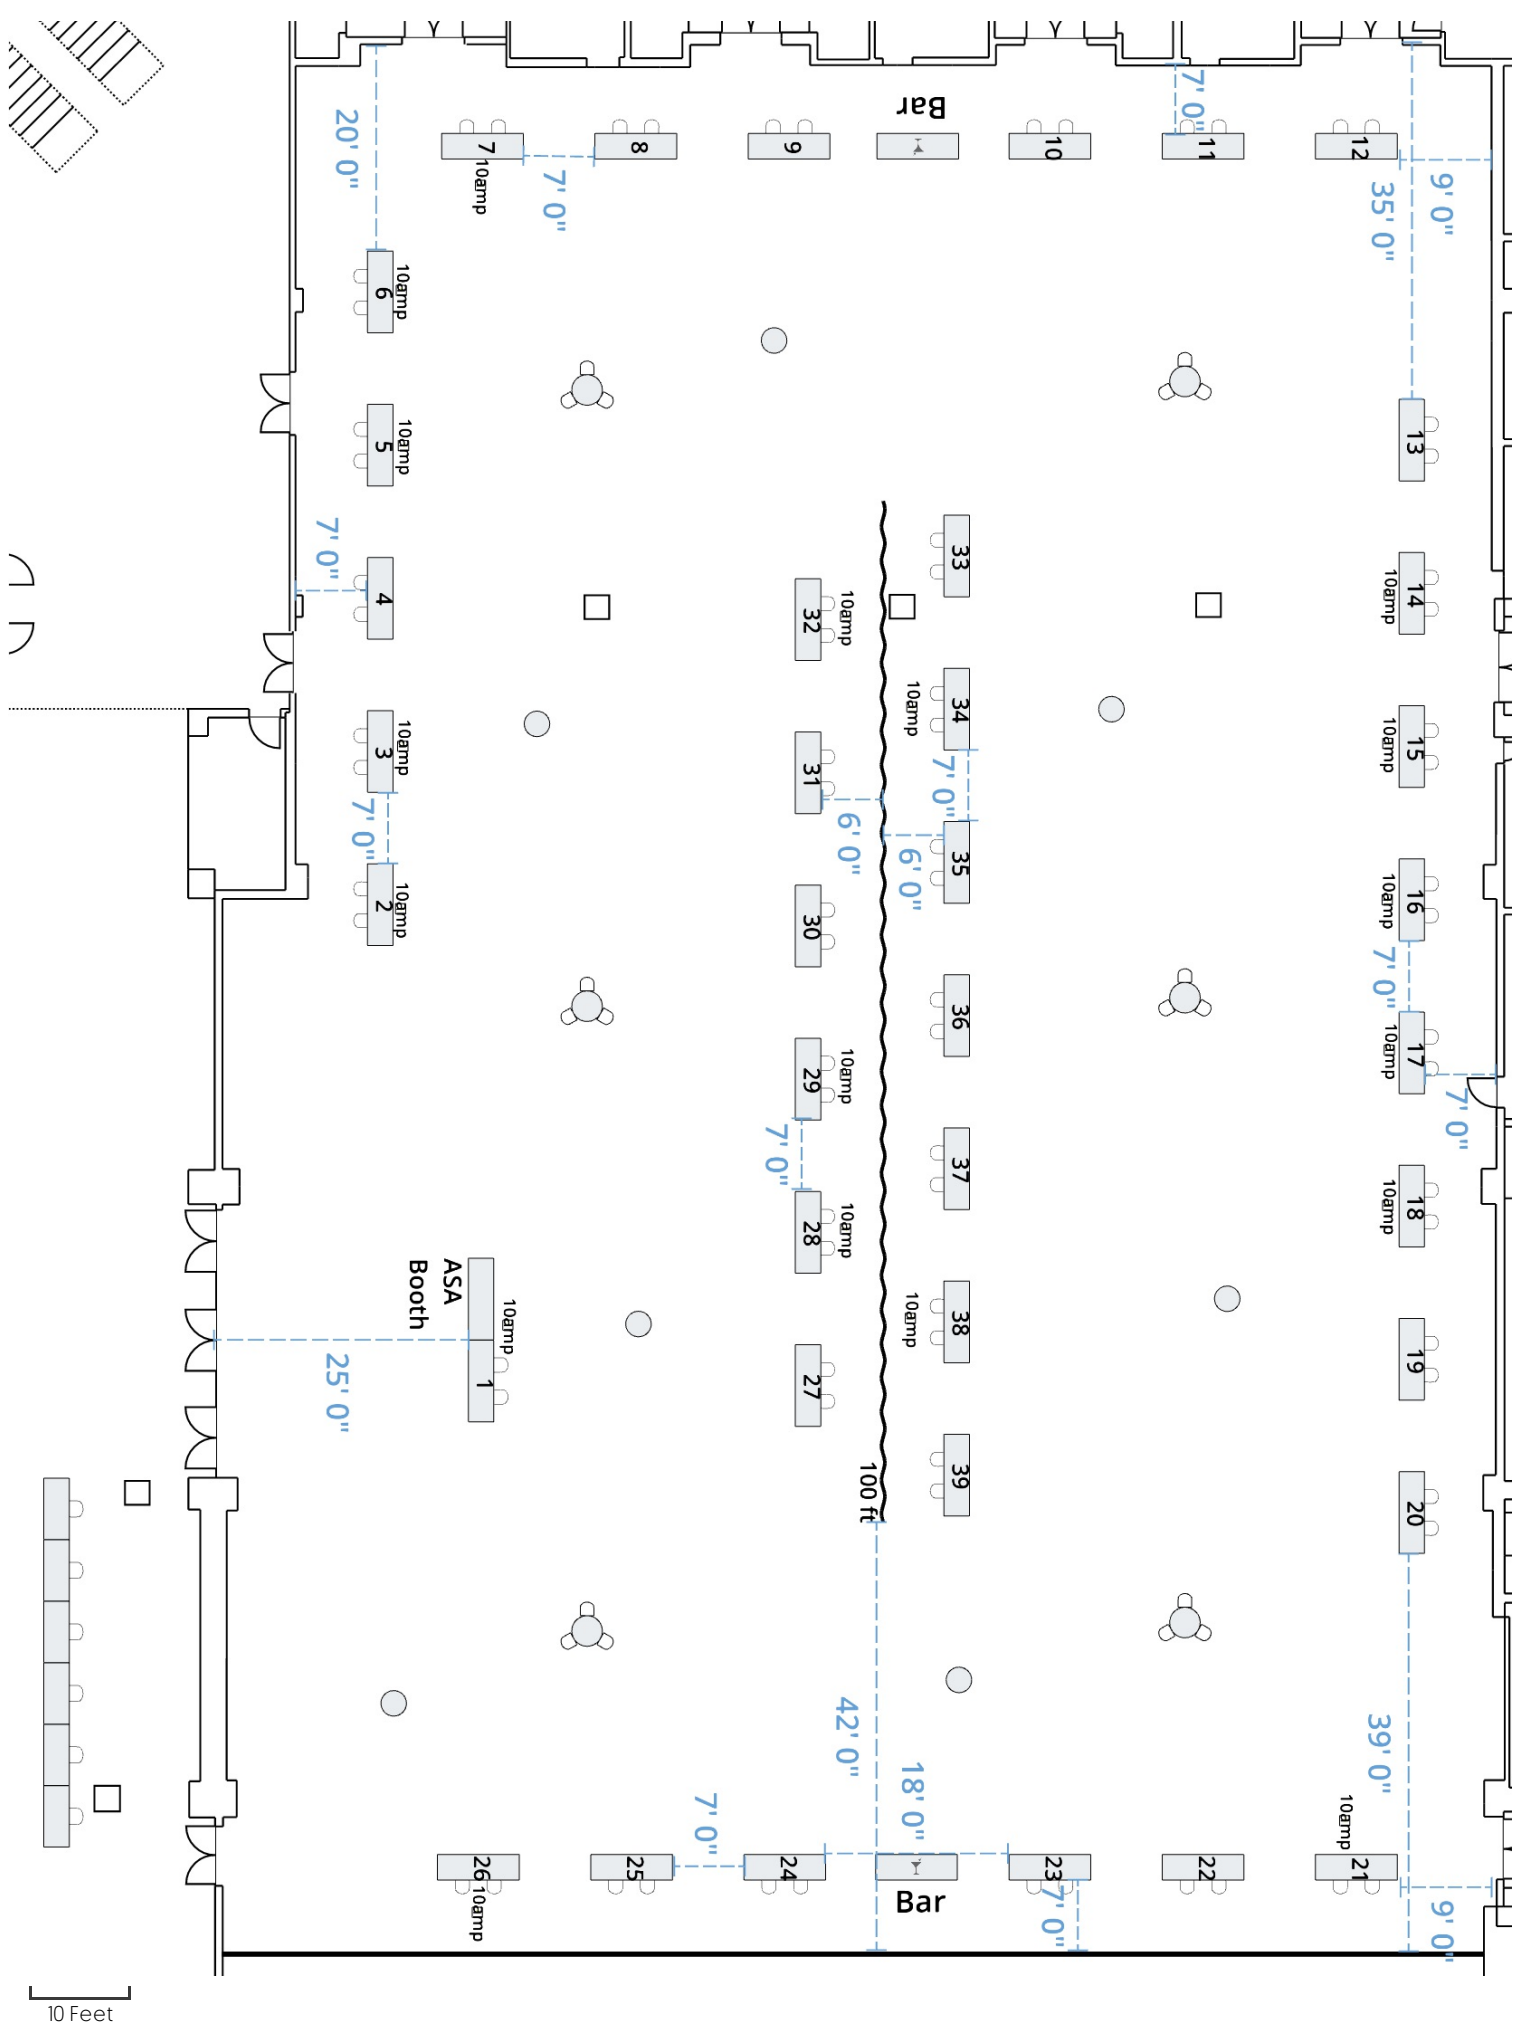 Bar
7' 0"
20' 0"
7
8
9
10
11
12
10amp
7' 0"
9' 0"
35' 0"
6
10amp
13
5
10amp
7' 0"
4
33
32
10amp
14
10amp
34
10amp
3
10amp
31
7' 0"
15
10amp
7' 0"
6' 0"
35
6' 0"
2
10amp
30
16
10amp
7' 0"
36
29
10amp
17
10amp
7' 0"
7' 0"
37
28
10amp
18
10amp
ASA
Booth
10amp
1
38
10amp
25' 0"
27
19
39
100 ft
20
42' 0"
39' 0"
18' 0"
7' 0"
10amp
26
25
24
23
22
21
10amp
Bar
7' 0"
9' 0"
10 Feet